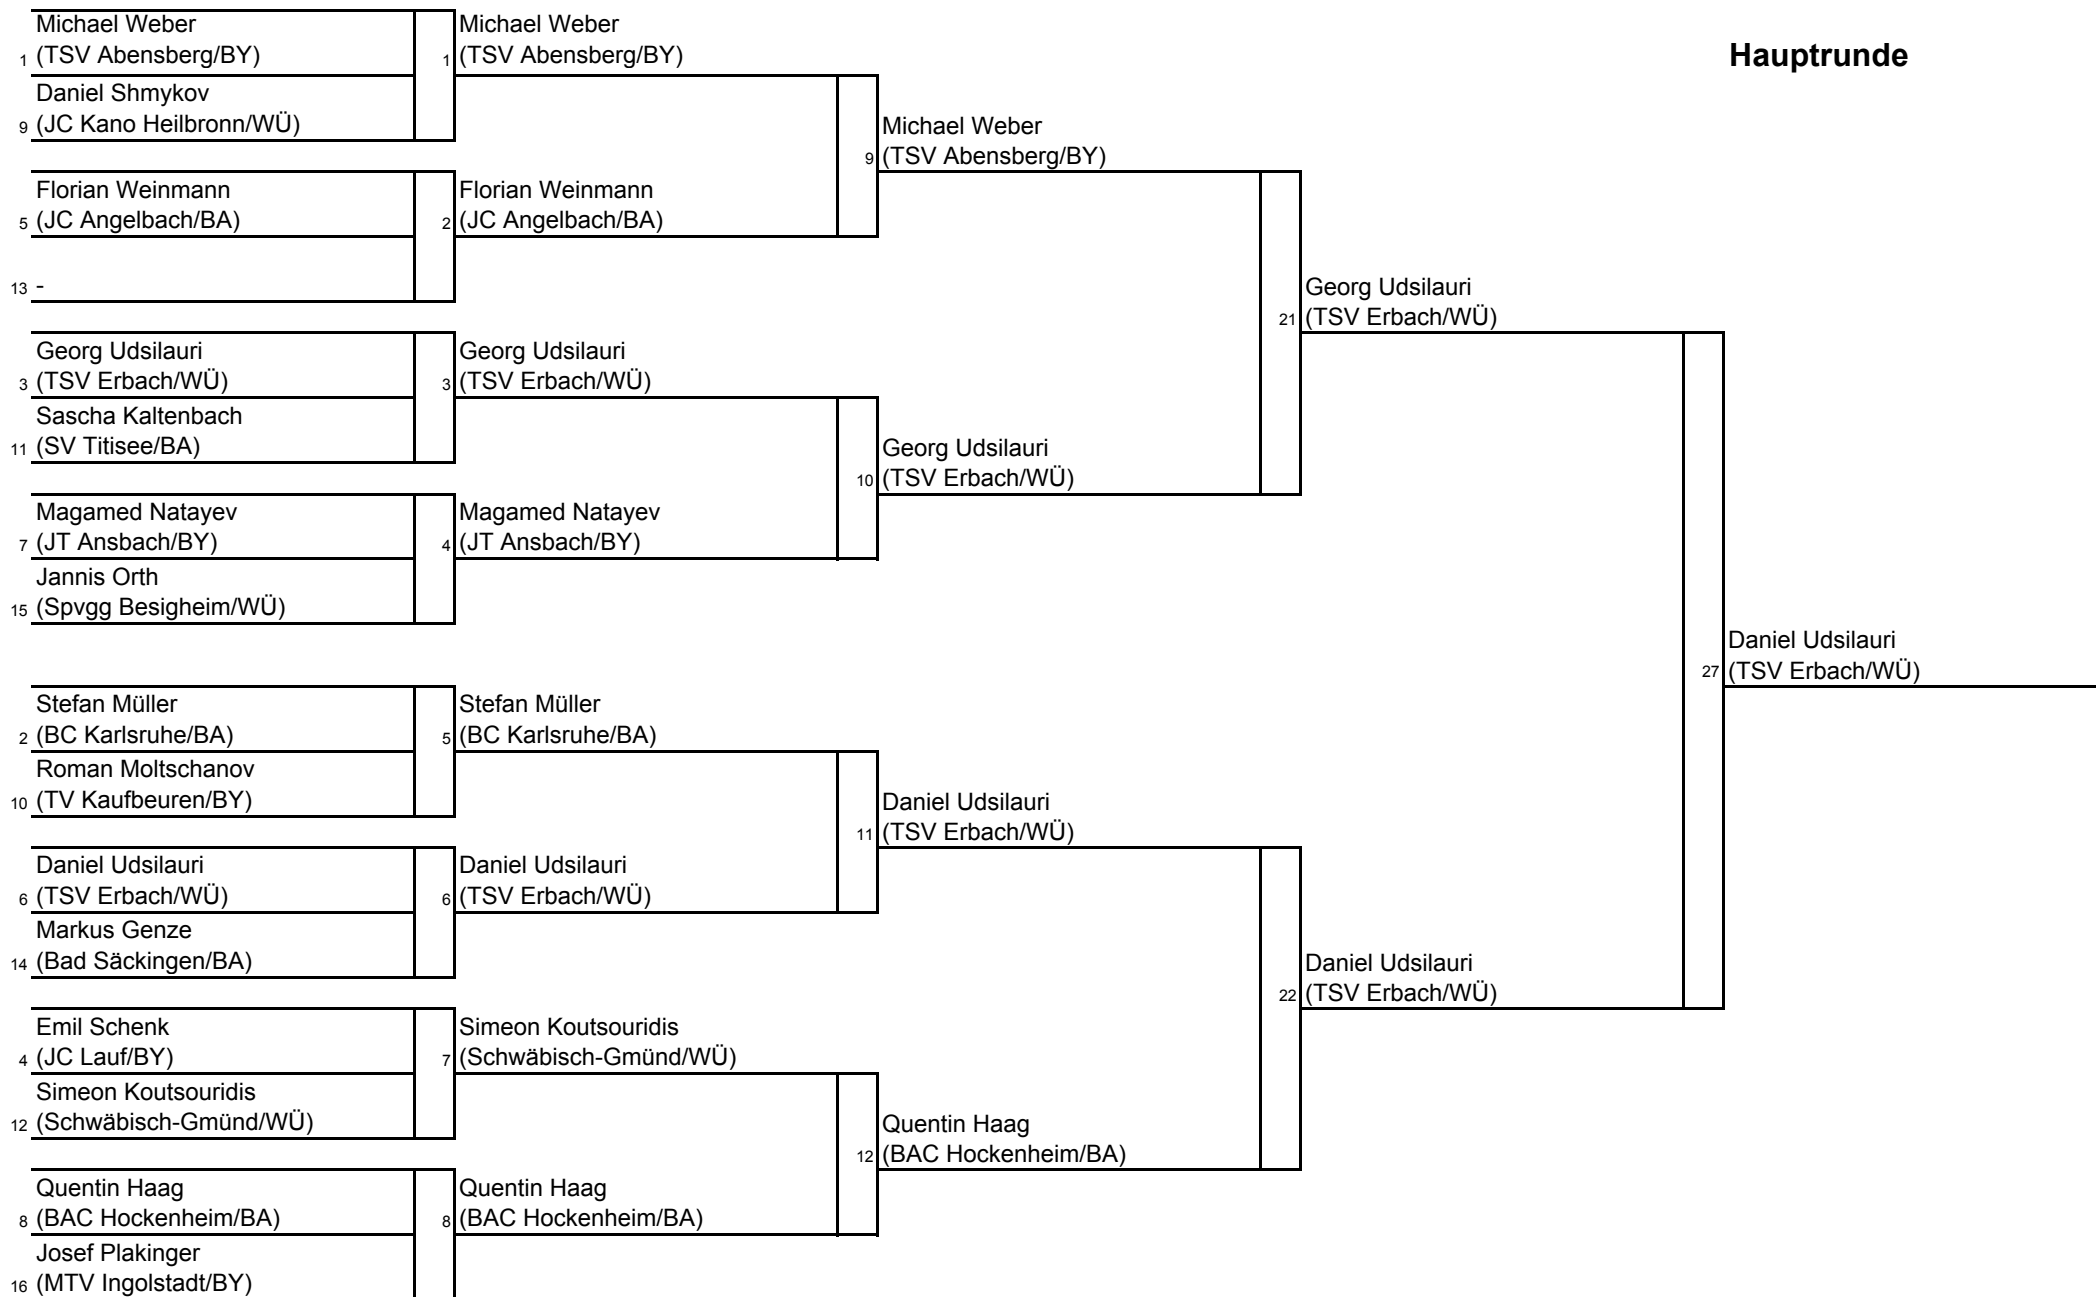 Hauptrunde
Michael Weber
1 (TSV Abensberg/BY)
Daniel Shmykov
9 (JC Kano Heilbronn/WÜ)
Florian Weinmann
5 (JC Angelbach/BA)
13 -
Georg Udsilauri
3 (TSV Erbach/WÜ)
Sascha Kaltenbach
11 (SV Titisee/BA)
Magamed Natayev
7 (JT Ansbach/BY)
Jannis Orth
15 (Spvgg Besigheim/WÜ)
Stefan Müller
2 (BC Karlsruhe/BA)
Roman Moltschanov
10 (TV Kaufbeuren/BY)
Daniel Udsilauri
6 (TSV Erbach/WÜ)
Markus Genze
14 (Bad Säckingen/BA)
Emil Schenk
4 (JC Lauf/BY)
Simeon Koutsouridis
12 (Schwäbisch-Gmünd/WÜ)
Quentin Haag
8 (BAC Hockenheim/BA)
Josef Plakinger
16 (MTV Ingolstadt/BY)
Michael Weber
1 (TSV Abensberg/BY)
Florian Weinmann
2 (JC Angelbach/BA)
Georg Udsilauri
3 (TSV Erbach/WÜ)
Magamed Natayev
4 (JT Ansbach/BY)
Stefan Müller
5 (BC Karlsruhe/BA)
Daniel Udsilauri
6 (TSV Erbach/WÜ)
Simeon Koutsouridis
7 (Schwäbisch-Gmünd/WÜ)
Quentin Haag
8 (BAC Hockenheim/BA)
Michael Weber
9 (TSV Abensberg/BY)
Georg Udsilauri
10 (TSV Erbach/WÜ)
Daniel Udsilauri
11 (TSV Erbach/WÜ)
Quentin Haag
12 (BAC Hockenheim/BA)
Georg Udsilauri
21 (TSV Erbach/WÜ)
Daniel Udsilauri
22 (TSV Erbach/WÜ)
Daniel Udsilauri
27 (TSV Erbach/WÜ)